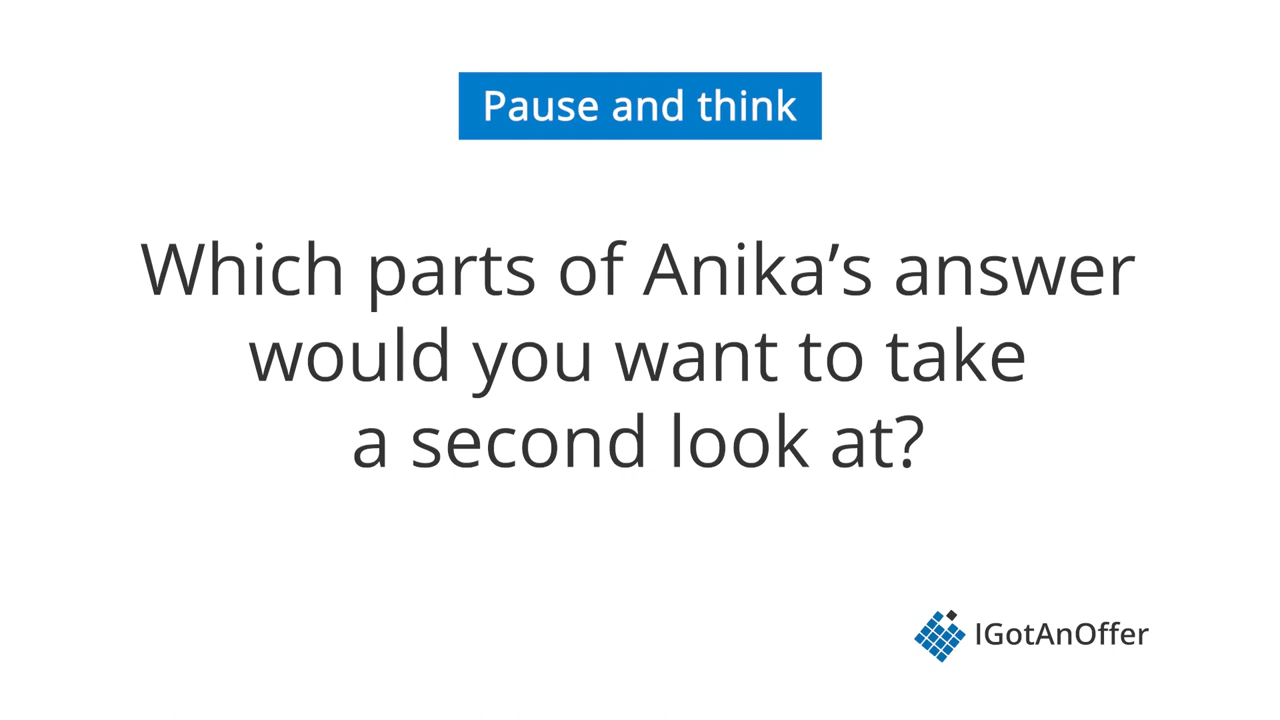 Pause and think
Which parts of Anika’s answer
would you want to take
a second look at?
IGotAnOffer